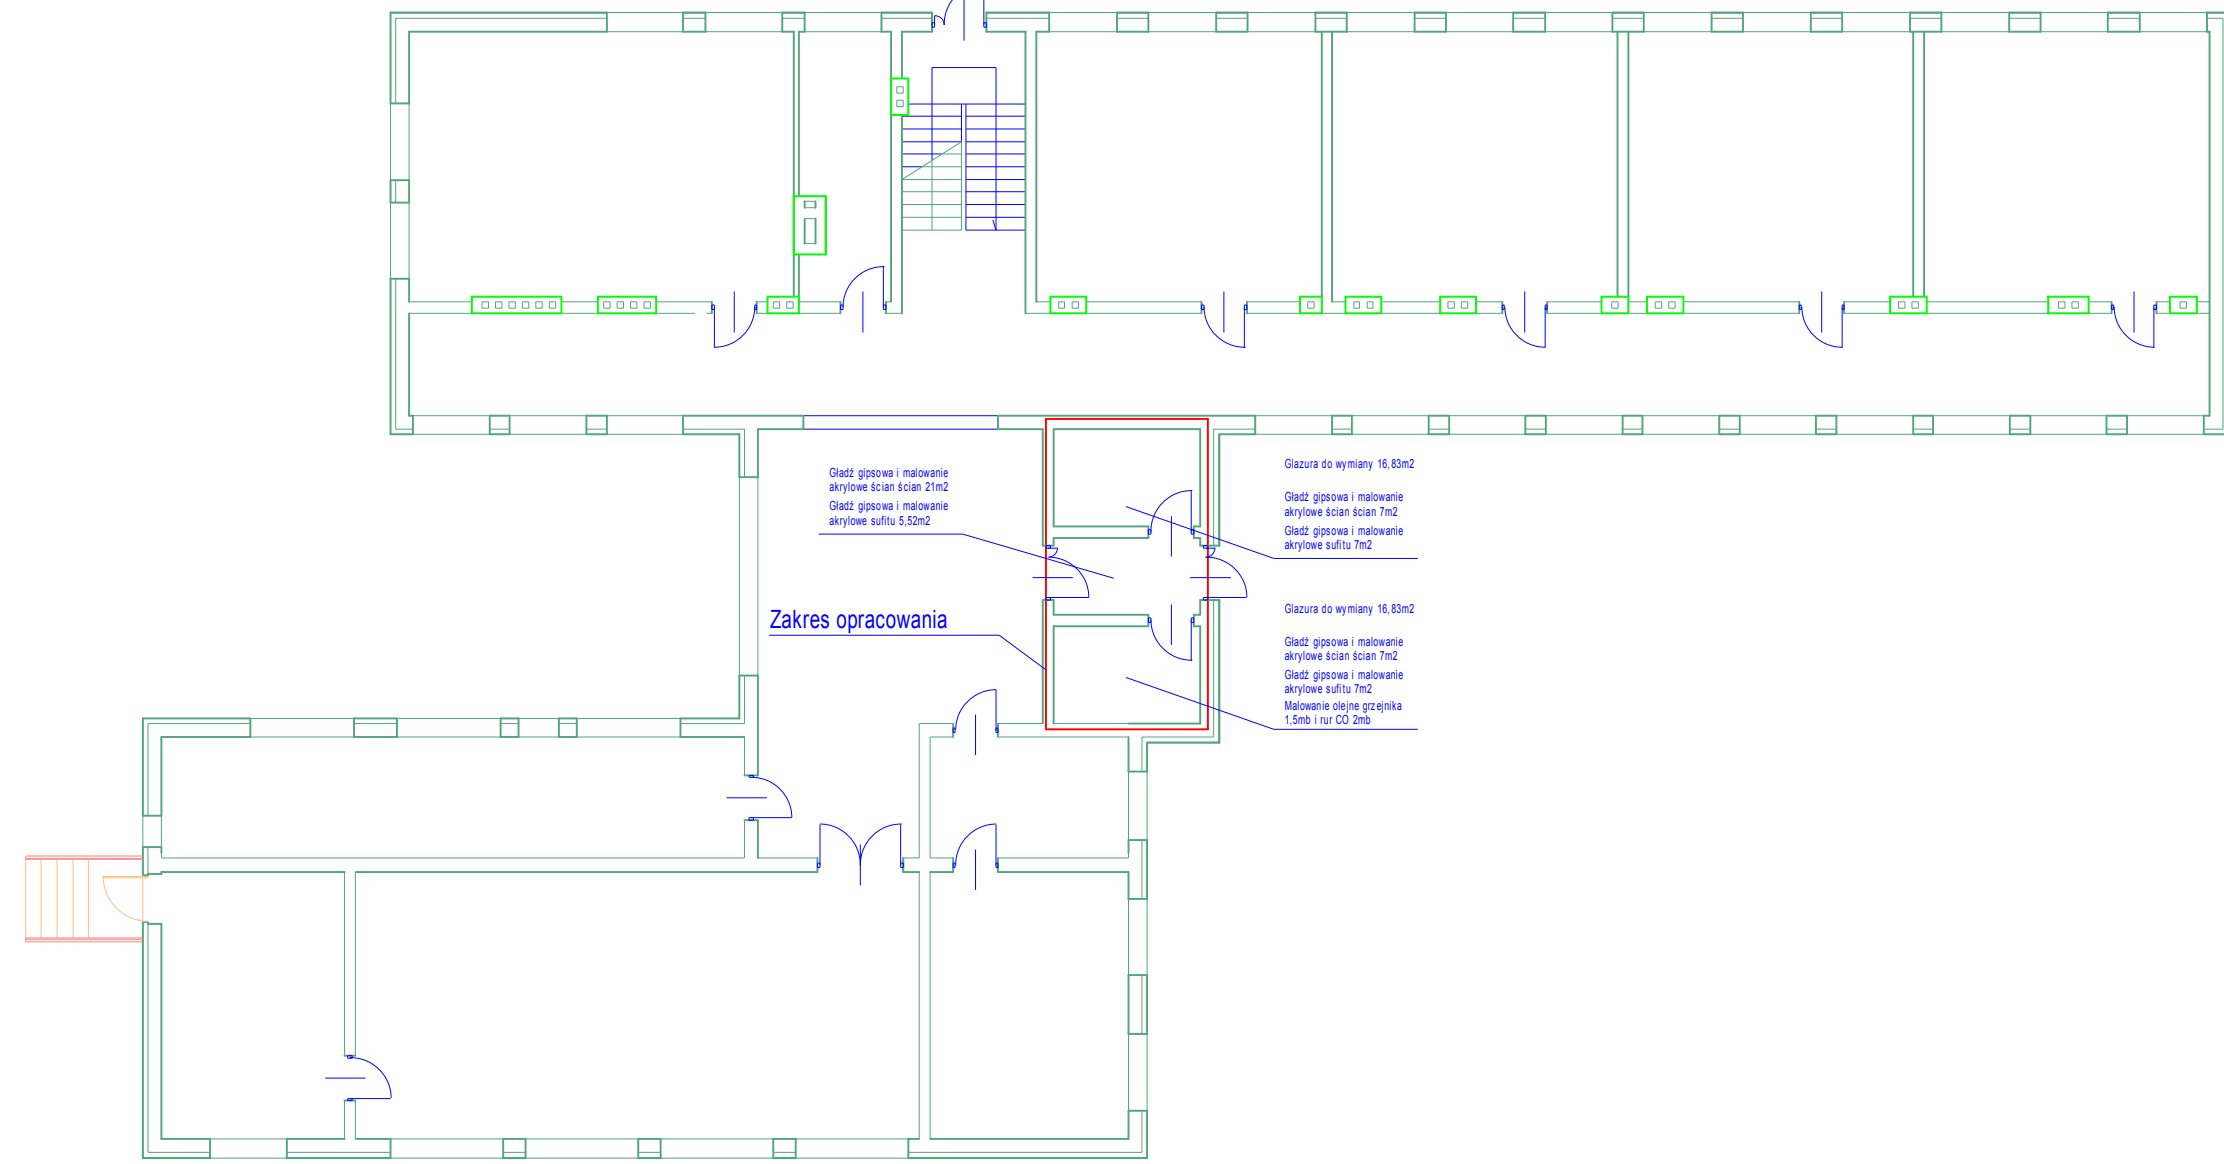 Gładź gipsowa i malowanie
akrylowe ścian ścian 21m2
Gładź gipsowa i malowanie
akrylowe sufitu 5,52m2
Zakres opracowania
Glazura do wymiany 16,83m2
Gładź gipsowa i malowanie
akrylowe ścian ścian 7m2
Gładź gipsowa i malowanie
akrylowe sufitu 7m2
Glazura do wymiany 16,83m2
Gładź gipsowa i malowanie
akrylowe ścian ścian 7m2
Gładź gipsowa i malowanie
akrylowe sufitu 7m2
Malowanie olejne grzejnika
1,5mb i rur CO 2mb